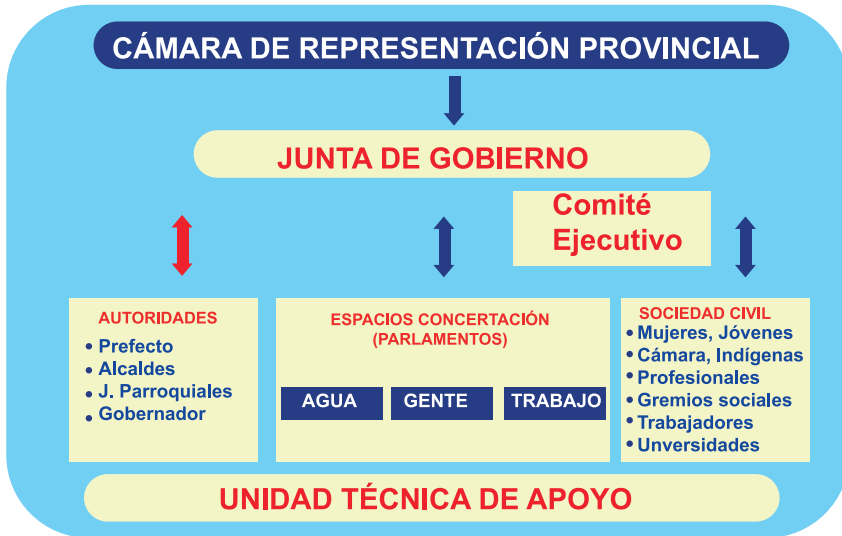 CÁMARA DE REPRESENTACIÓN PROVINCIAL
JUNTA DE GOBIERNO
Comité
Ejecutivo
AUTORIDADES
• Prefecto
• Alcaldes
• J. Parroquiales
• Gobernador
ESPACIOS CONCERTACIÓN
(PARLAMENTOS)
AGUA
GENTE
TRABAJO
SOCIEDAD CIVIL
• Mujeres, Jóvenes
• Cámara, Indígenas
• Profesionales
• Gremios sociales
• Trabajadores
• Unversidades
UNIDAD TÉCNICA DE APOYO